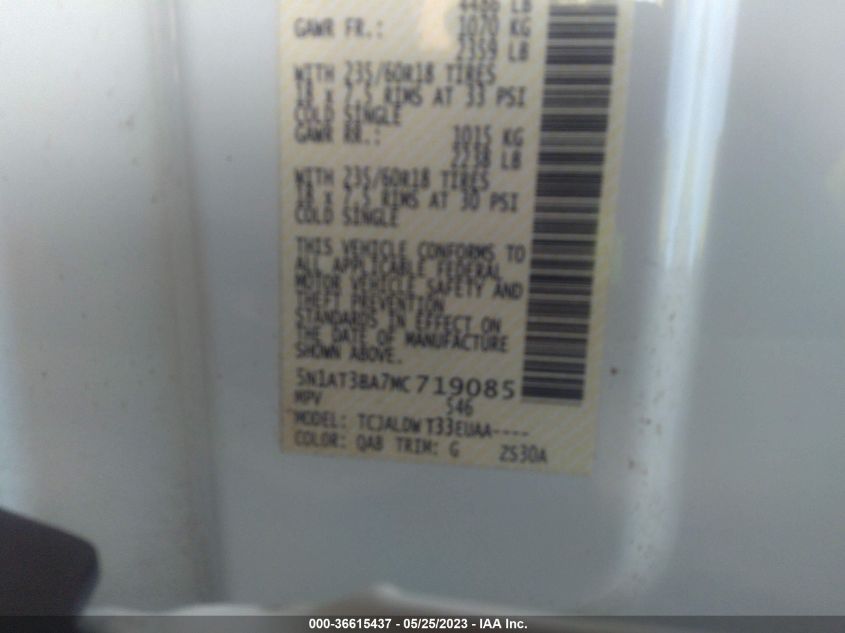 4486 LB
GAWR FR.: 1070 KG
2359 LB
WITH 235/60R18 TIRES
18 x 7.5 RIMS AT 33 PSI
COLD SINGLE
GAWR RR.: 1015 KG
2238 LB
WITH 235/60R18 TIRES
18 x 7.5 RIMS AT 30 PSI
COLD SINGLE
THIS VEHICLE CONFORMS TO
ALL APPLICABLE FEDERAL
MOTOR VEHICLE SAFETY AND
THEFT PREVENTION
STANDARDS IN EFFECT ON
THE DATE OF MANUFACTURE
SHOWN ABOVE.
5N1AT3BA7MC719085
MPV 546
MODEL: TCJALDWT33EUAA----
COLOR: QAB TRIM: G 2S30A
000-36615437 - 05/25/2023 - IAA Inc.